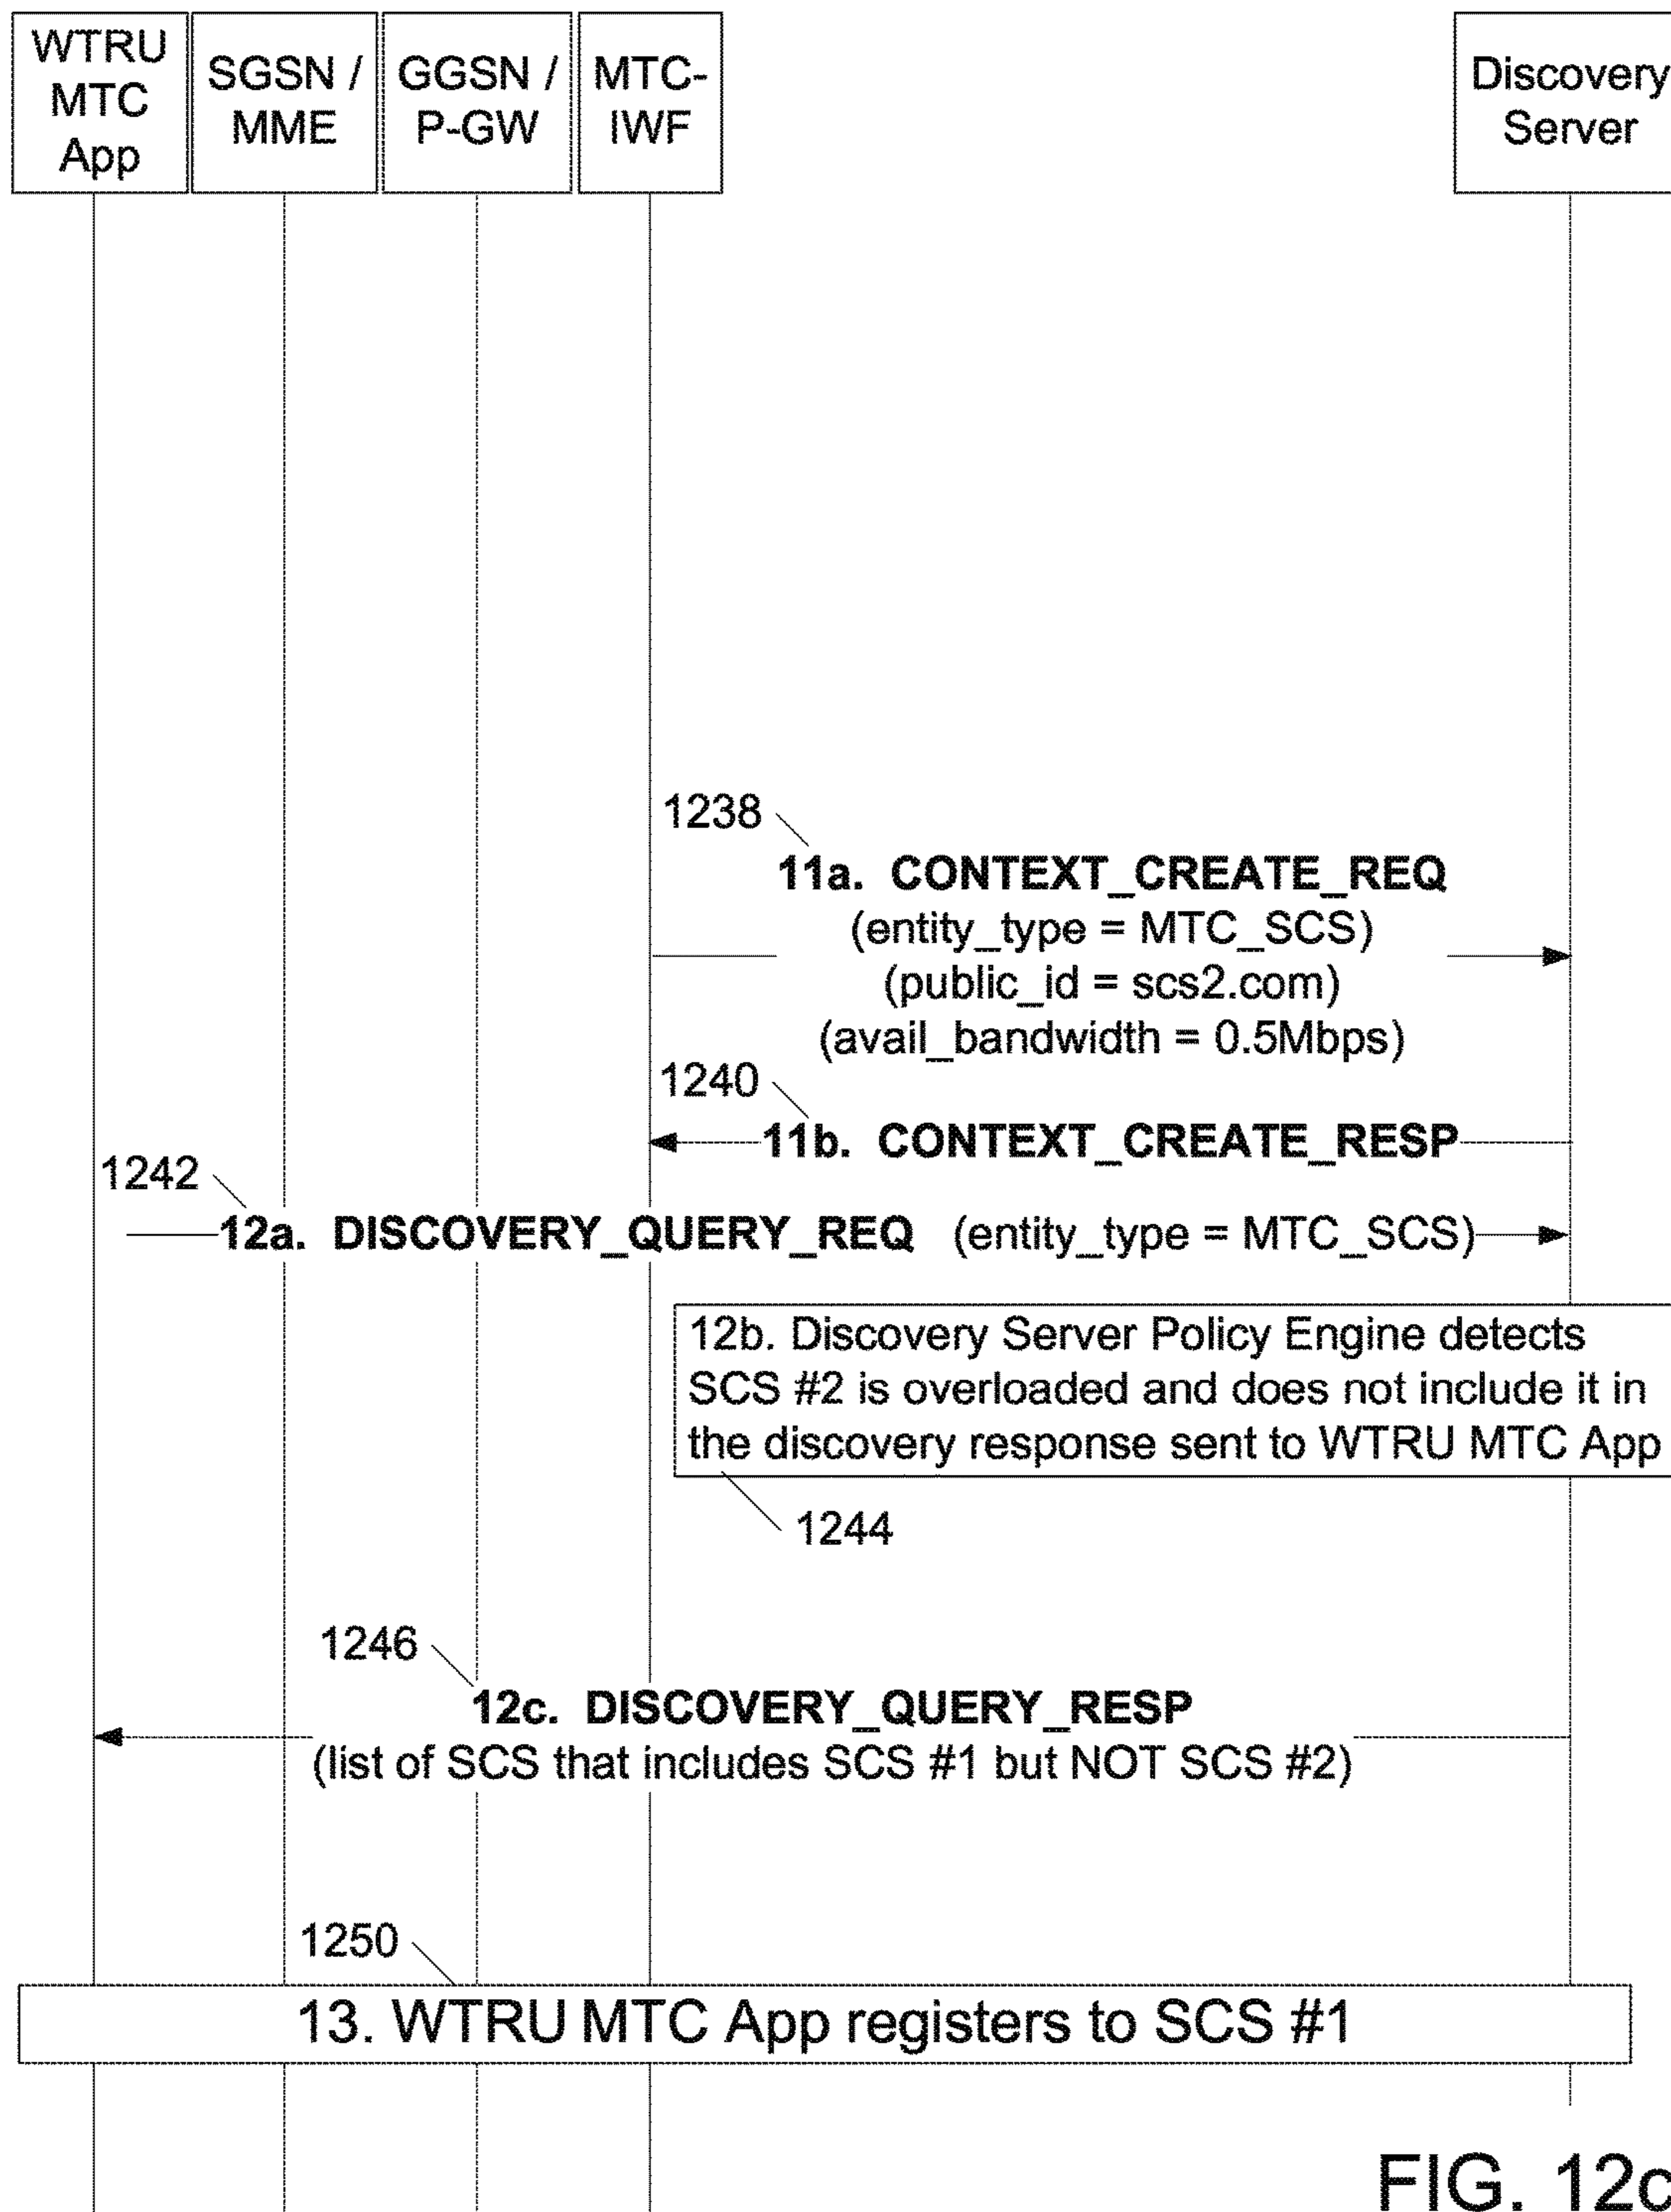 WTRU
MTC
App
SGSN /
MME
GGSN /
P-GW
MTC-
IWF
Discovery
Server
1238
11a. CONTEXT_CREATE_REQ
(entity_type = MTC_SCS)
(public_id = scs2.com)
(avail_bandwidth = 0.5Mbps)
1240
11b. CONTEXT_CREATE_RESP
1242
12a. DISCOVERY_QUERY_REQ (entity_type = MTC_SCS)
12b. Discovery Server Policy Engine detects
SCS #2 is overloaded and does not include it in
the discovery response sent to WTRU MTC App
1244
1246
12c. DISCOVERY_QUERY_RESP
(list of SCS that includes SCS #1 but NOT SCS #2)
1250
13. WTRU MTC App registers to SCS #1
FIG. 12c